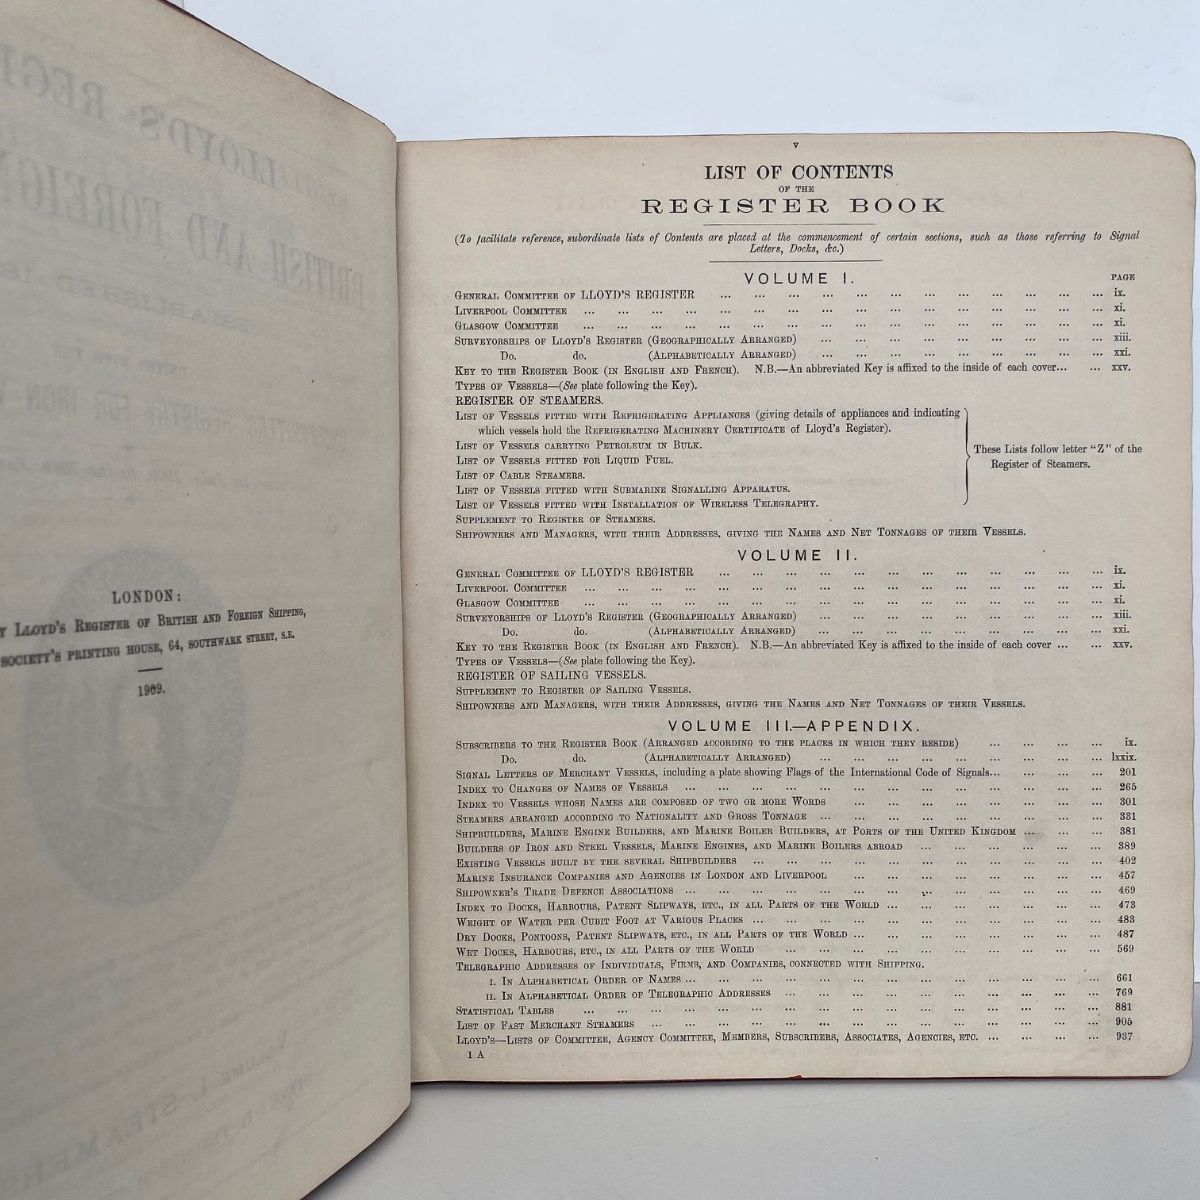 LONDON:
Y LLOYD'S REGISTER OF BRITISH AND FOREIGN SHIPPING,
SOCIETY'S PRINTING HOUSE, 64, SOUTHWARK STREET, S.E.
1909.
v
LIST OF CONTENTS
OF THE
REGISTER BOOK
(To facilitate reference, subordinate lists of Contents are placed at the commencement of certain sections, such as those referring to Signal
Letters, Docks, &c.)
VOLUME I.
PAGE
GENERAL COMMITTEE OF LLOYD'S REGISTER ... ix.
LIVERPOOL COMMITTEE ... xi.
GLASGOW COMMITTEE ... xi.
SURVEYORSHIPS OF LLOYD'S REGISTER (GEOGRAPHICALLY ARRANGED) ... xiii.
Do. do. (ALPHABETICALLY ARRANGED) ... xxi.
KEY TO THE REGISTER BOOK (IN ENGLISH AND FRENCH). N.B.—An abbreviated Key is affixed to the inside of each cover... ... xxv.
TYPES OF VESSELS—(See plate following the Key).
REGISTER OF STEAMERS.
LIST OF VESSELS FITTED WITH REFRIGERATING APPLIANCES (giving details of appliances and indicating
which vessels hold the REFRIGERATING MACHINERY CERTIFICATE of Lloyd's Register).
LIST OF VESSELS CARRYING PETROLEUM IN BULK.
LIST OF VESSELS FITTED FOR LIQUID FUEL.
LIST OF CABLE STEAMERS.
LIST OF VESSELS FITTED WITH SUBMARINE SIGNALLING APPARATUS.
LIST OF VESSELS FITTED WITH INSTALLATION OF WIRELESS TELEGRAPHY.
These Lists follow letter "Z" of the
Register of Steamers.
SUPPLEMENT TO REGISTER OF STEAMERS.
SHIPOWNERS AND MANAGERS, WITH THEIR ADDRESSES, GIVING THE NAMES AND NET TONNAGES OF THEIR VESSELS.
VOLUME II.
GENERAL COMMITTEE OF LLOYD'S REGISTER ... ix.
LIVERPOOL COMMITTEE ... xi.
GLASGOW COMMITTEE ... xi.
SURVEYORSHIPS OF LLOYD'S REGISTER (GEOGRAPHICALLY ARRANGED) ... xiii.
Do. do. (ALPHABETICALLY ARRANGED) ... xxi.
KEY TO THE REGISTER BOOK (IN ENGLISH AND FRENCH). N.B.—An abbreviated Key is affixed to the inside of each cover ... ... xxv.
TYPES OF VESSELS—(See plate following the Key).
REGISTER OF SAILING VESSELS.
SUPPLEMENT TO REGISTER OF SAILING VESSELS.
SHIPOWNERS AND MANAGERS, WITH THEIR ADDRESSES, GIVING THE NAMES AND NET TONNAGES OF THEIR VESSELS.
VOLUME III.—APPENDIX.
SUBSCRIBERS TO THE REGISTER BOOK (ARRANGED ACCORDING TO THE PLACES IN WHICH THEY RESIDE) ... ix.
Do. do. (ALPHABETICALLY ARRANGED) ... lxxix.
SIGNAL LETTERS OF MERCHANT VESSELS, including a plate showing Flags of the International Code of Signals... 201
INDEX TO CHANGES OF NAMES OF VESSELS ... 265
INDEX TO VESSELS WHOSE NAMES ARE COMPOSED OF TWO OR MORE WORDS ... 301
STEAMERS ARRANGED ACCORDING TO NATIONALITY AND GROSS TONNAGE ... 331
SHIPBUILDERS, MARINE ENGINE BUILDERS, AND MARINE BOILER BUILDERS, AT PORTS OF THE UNITED KINGDOM ... 381
BUILDERS OF IRON AND STEEL VESSELS, MARINE ENGINES, AND MARINE BOILERS ABROAD ... 389
EXISTING VESSELS BUILT BY THE SEVERAL SHIPBUILDERS ... 402
MARINE INSURANCE COMPANIES AND AGENCIES IN LONDON AND LIVERPOOL ... 457
SHIPOWNER'S TRADE DEFENCE ASSOCIATIONS ... 469
INDEX TO DOCKS, HARBOURS, PATENT SLIPWAYS, ETC., IN ALL PARTS OF THE WORLD ... 473
WEIGHT OF WATER PER CUBIT FOOT AT VARIOUS PLACES ... 483
DRY DOCKS, PONTOONS, PATENT SLIPWAYS, ETC., IN ALL PARTS OF THE WORLD ... 487
WET DOCKS, HARBOURS, ETC., IN ALL PARTS OF THE WORLD ... 569
TELEGRAPHIC ADDRESSES OF INDIVIDUALS, FIRMS, AND COMPANIES, CONNECTED WITH SHIPPING.
I. IN ALPHABETICAL ORDER OF NAMES ... 661
II. IN ALPHABETICAL ORDER OF TELEGRAPHIC ADDRESSES ... 769
STATISTICAL TABLES ... 881
LIST OF FAST MERCHANT STEAMERS ... 905
LLOYD'S—LISTS OF COMMITTEE, AGENCY COMMITTEE, MEMBERS, SUBSCRIBERS, ASSOCIATES, AGENCIES, ETC. ... 937
1 A